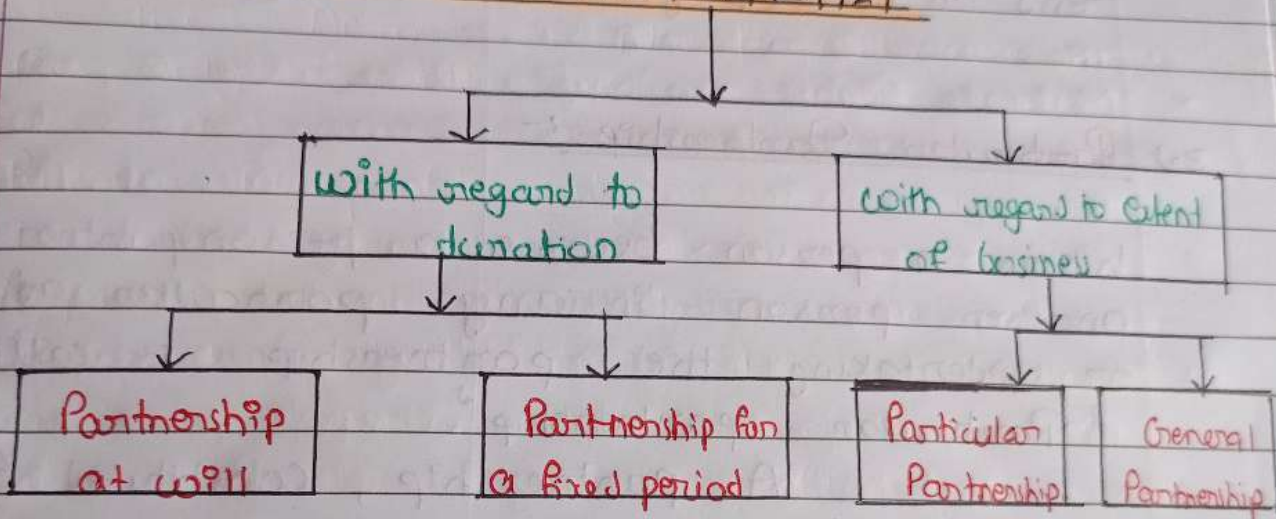 with regard to
duration
with regard to Extent
of business
Partnership
at will
Partnership for
a fixed period
Particular
Partnership
General
Partnership